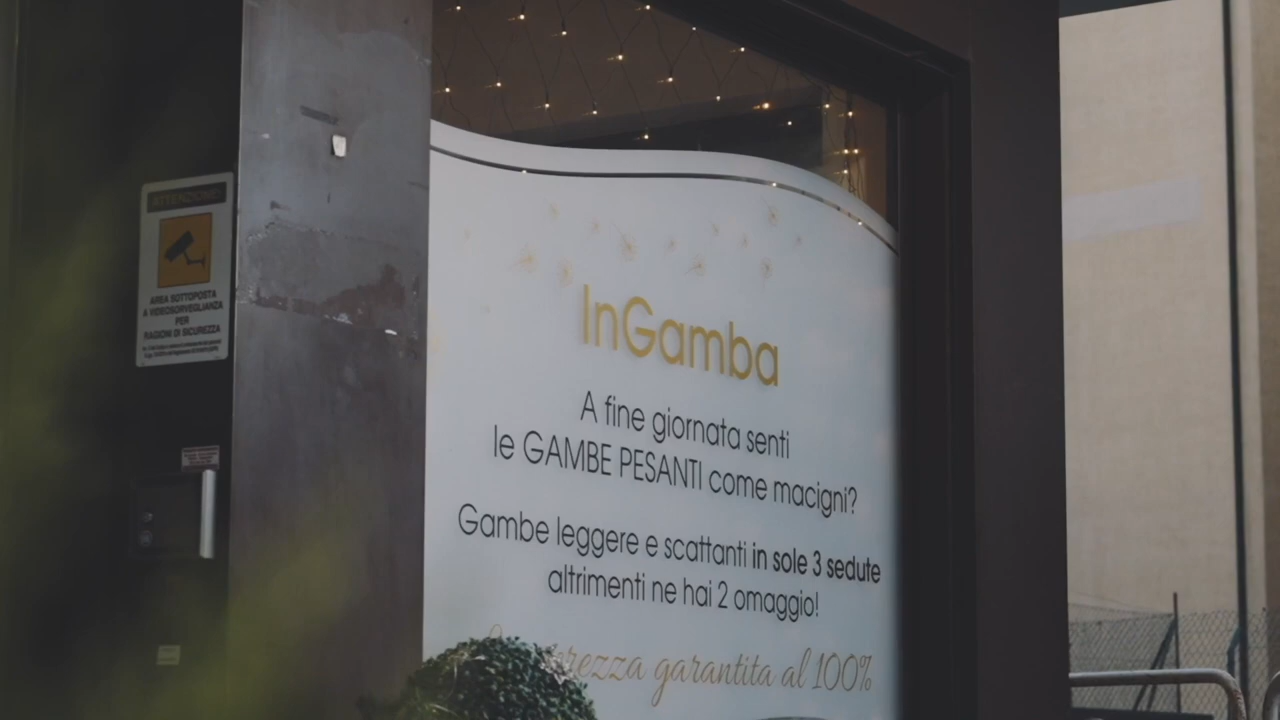 ATTENZIONE
AREA SOTTOPOSTA
A VIDEOSORVEGLIANZA
PER
RAGIONI DI SICUREZZA
InGamba
A fine giornata senti
le GAMBE PESANTI come macigni?
Gambe leggere e scattanti in sole 3 sedute
altrimenti ne hai 2 omaggio!
garantita al 100%